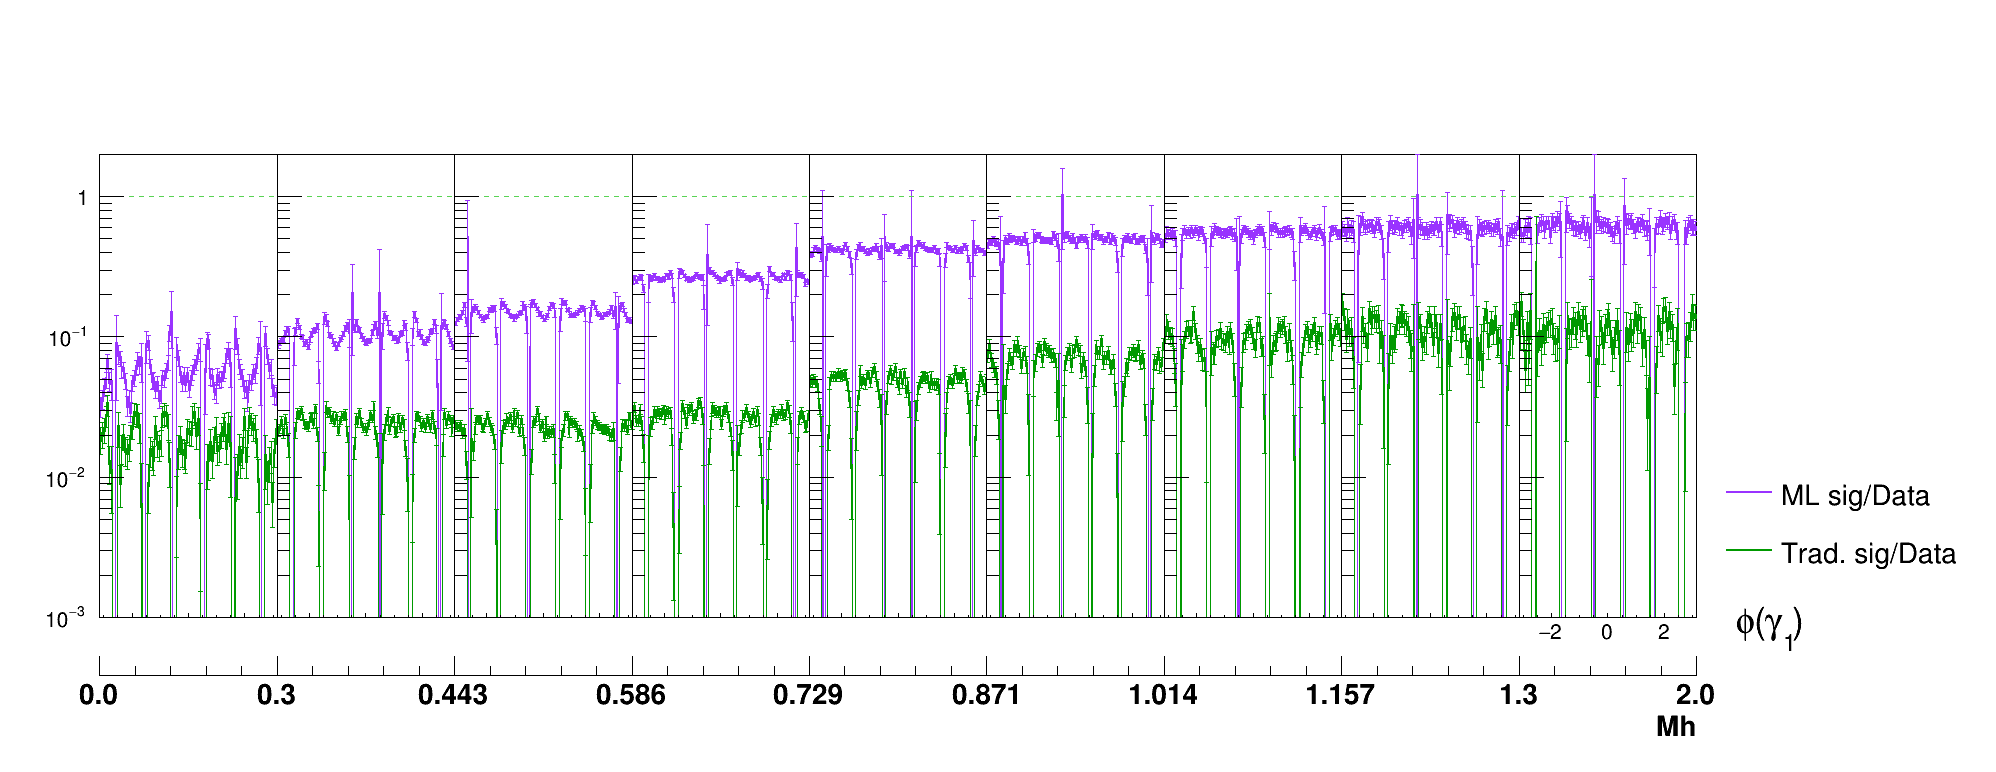 1
10⁻¹
10⁻²
10⁻³
ML sig/Data
Trad. sig/Data
−2 0 2
ϕ(γ₁)
0.0 0.3 0.443 0.586 0.729 0.871 1.014 1.157 1.3 2.0
Mh